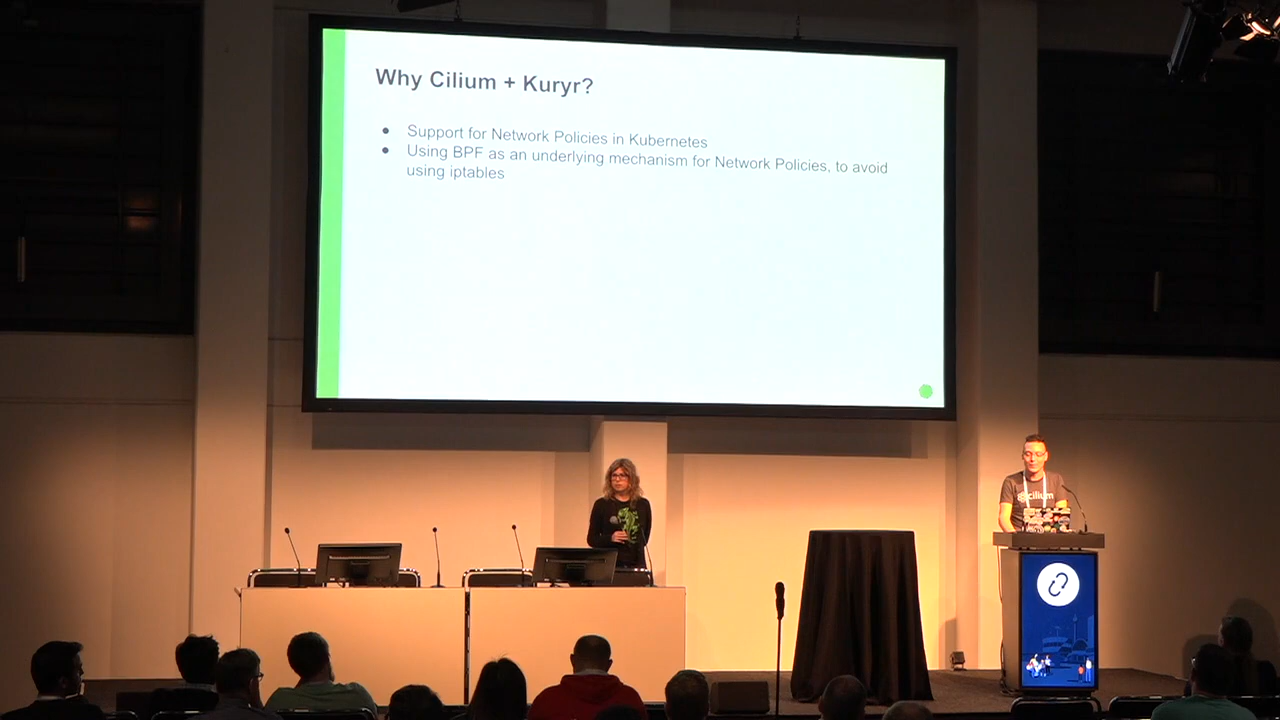 Why Cilium + Kuryr?
● Support for Network Policies in Kubernetes
● Using BPF as an underlying mechanism for Network Policies, to avoid
using iptables
cilium